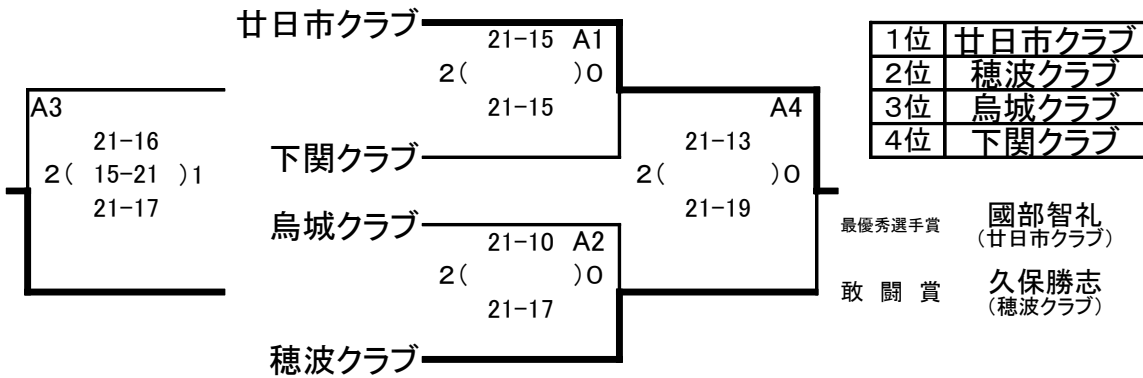 廿日市クラブ
21-15 A1
2( )0
21-15
下関クラブ
A3
21-16
2( 15-21 )1
21-17
烏城クラブ
21-10 A2
2( )0
21-17
穂波クラブ
A4
21-13
2( )0
21-19
1位 廿日市クラブ
2位 穂波クラブ
3位 烏城クラブ
4位 下関クラブ
最優秀選手賞 國部智礼
(廿日市クラブ)
敢闘賞 久保勝志
(穂波クラブ)